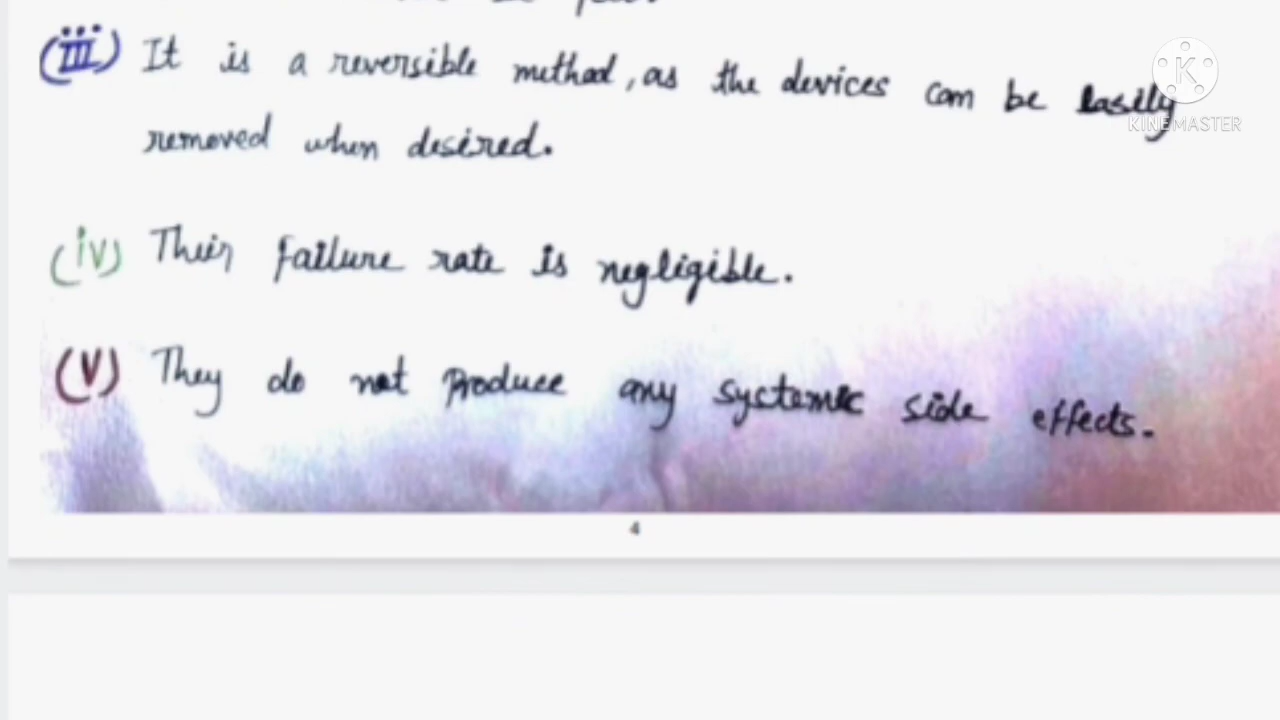 (iii) It is a reversible method, as the devices can be easily
KINEMASTER
removed when desired.
(iv) Their failure rate is negligible.
(v) They do not produce any systemic side effects.
4